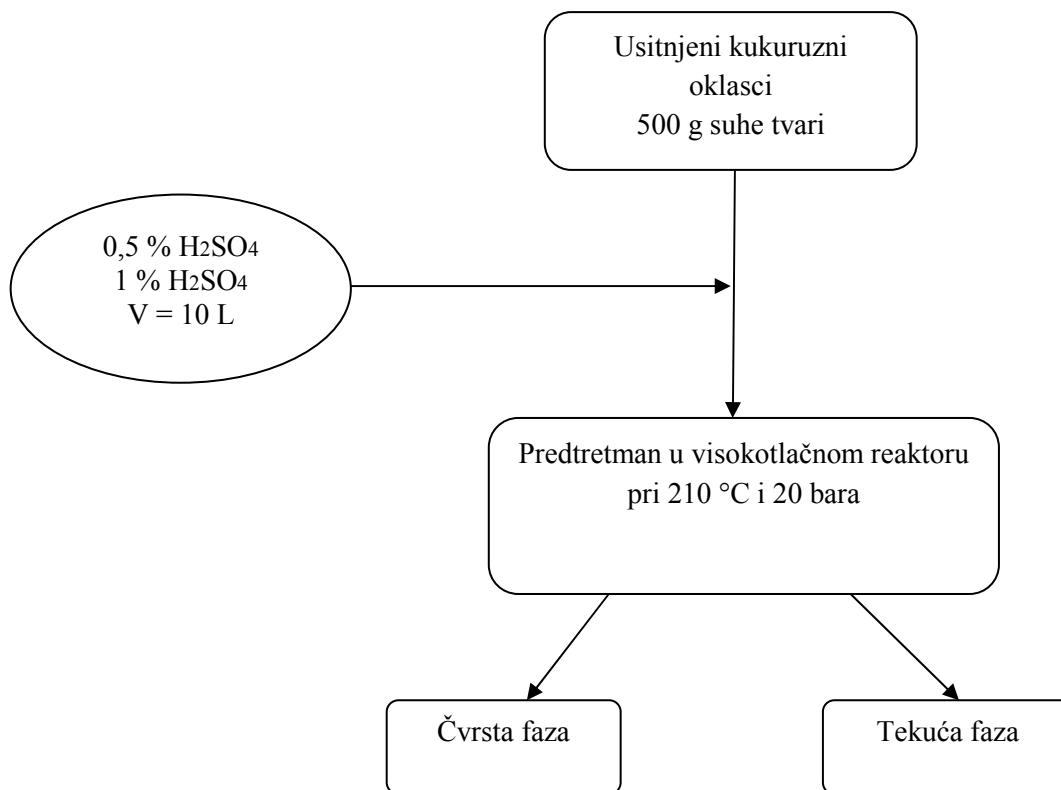 Usitnjeni kukuruzni
oklasci
500 g suhe tvari
0,5 % H2SO4
1 % H2SO4
V = 10 L
Predtretman u visokotlačnom reaktoru
pri 210 °C i 20 bara
Čvrsta faza
Tekuća faza